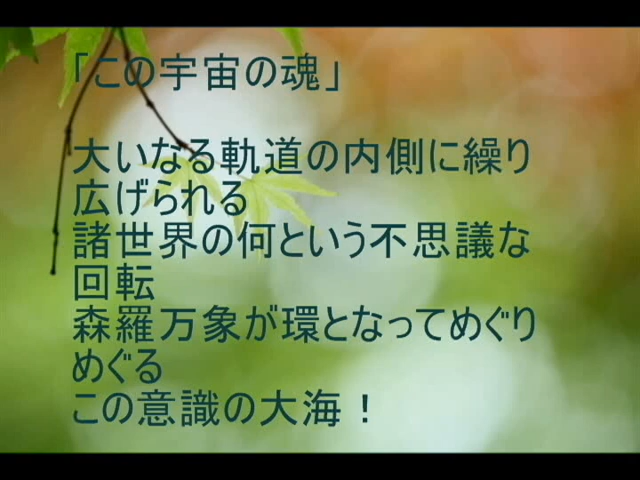 「この宇宙の魂」
大いなる軌道の内側に繰り
広げられる
諸世界の何という不思議な
回転
森羅万象が環となってめぐり
めぐる
この意識の大海！